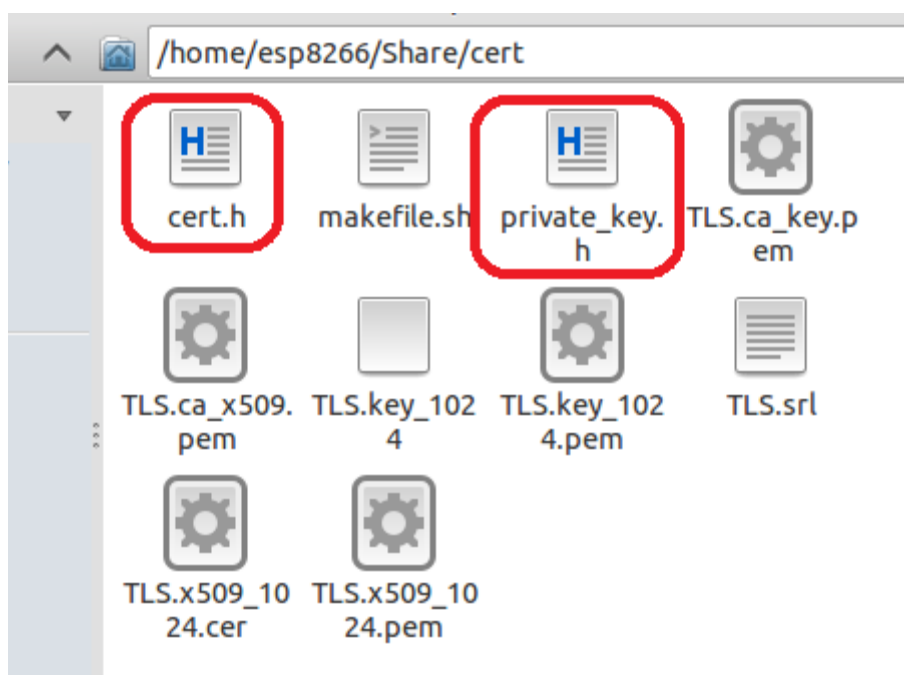 /home/esp8266/Share/cert
cert.h
makefile.sh
private_key.
h
TLS.ca_key.p
em
TLS.ca_x509.
pem
TLS.key_102
4
TLS.key_102
4.pem
TLS.srl
TLS.x509_10
24.cer
TLS.x509_10
24.pem